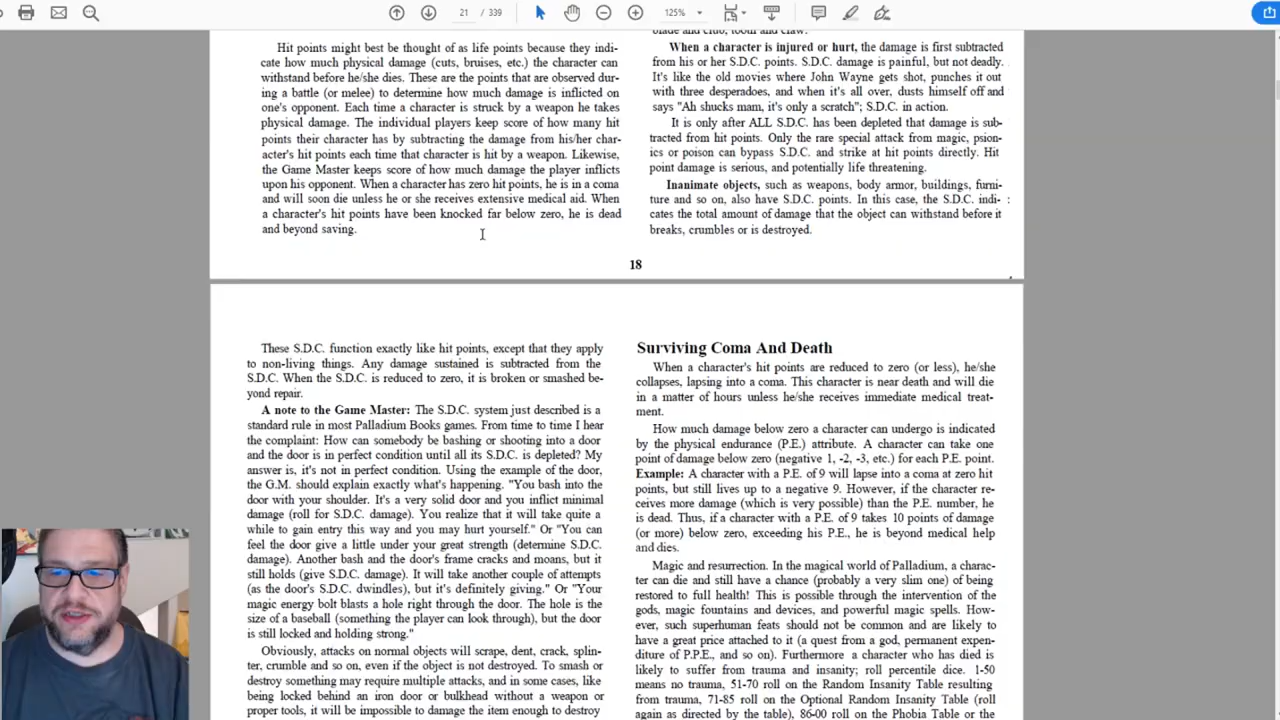 21 / 339
125%
Hit points might best be thought of as life points because they indi-
cate how much physical damage (cuts, bruises, etc.) the character can
withstand before he/she dies. These are the points that are observed dur-
ing a battle (or melee) to determine how much damage is inflicted on
one's opponent. Each time a character is struck by a weapon he takes
physical damage. The individual players keep score of how many hit
points their character has by subtracting the damage from his/her char-
acter's hit points each time that character is hit by a weapon. Likewise,
the Game Master keeps score of how much damage the player inflicts
upon his opponent. When a character has zero hit points, he is in a coma
and will soon die unless he or she receives extensive medical aid. When
a character's hit points have been knocked far below zero, he is dead
and beyond saving.
blade and club, tooth and claw.
When a character is injured or hurt, the damage is first subtracted
from his or her S.D.C. points. S.D.C. damage is painful, but not deadly.
It's like the old movies where John Wayne gets shot, punches it out
with three desperadoes, and when it's all over, dusts himself off and
says "Ah shucks mam, it's only a scratch"; S.D.C. in action.
It is only after ALL S.D.C. has been depleted that damage is sub-
tracted from hit points. Only the rare special attack from magic, psion-
ics or poison can bypass S.D.C. and strike at hit points directly. Hit
point damage is serious, and potentially life threatening.
Inanimate objects, such as weapons, body armor, buildings, furni-
ture and so on, also have S.D.C. points. In this case, the S.D.C. indi-
cates the total amount of damage that the object can withstand before it
breaks, crumbles or is destroyed.
18
These S.D.C. function exactly like hit points, except that they apply
to non-living things. Any damage sustained is subtracted from the
S.D.C. When the S.D.C. is reduced to zero, it is broken or smashed be-
yond repair.
A note to the Game Master: The S.D.C. system just described is a
standard rule in most Palladium Books games. From time to time I hear
the complaint: How can somebody be bashing or shooting into a door
and the door is in perfect condition until all its S.D.C. is depleted? My
answer is, it's not in perfect condition. Using the example of the door,
the G.M. should explain exactly what's happening. "You bash into the
door with your shoulder. It's a very solid door and you inflict minimal
damage (roll for S.D.C. damage). You realize that it will take quite a
while to gain entry this way and you may hurt yourself." Or "You can
feel the door give a little under your great strength (determine S.D.C.
damage). Another bash and the door's frame cracks and moans, but it
still holds (give S.D.C. damage). It will take another couple of attempts
(as the door's S.D.C. dwindles), but it's definitely giving." Or "Your
magic energy bolt blasts a hole right through the door. The hole is the
size of a baseball (something the player can look through), but the door
is still locked and holding strong."
Obviously, attacks on normal objects will scrape, dent, crack, splin-
ter, crumble and so on, even if the object is not destroyed. To smash or
destroy something may require multiple attacks, and in some cases, like
being locked behind an iron door or bulkhead without a weapon or
proper tools, it will be impossible to damage the item enough to destroy
Surviving Coma And Death
When a character's hit points are reduced to zero (or less), he/she
collapses, lapsing into a coma. This character is near death and will die
in a matter of hours unless he/she receives immediate medical treat-
ment.
How much damage below zero a character can undergo is indicated
by the physical endurance (P.E.) attribute. A character can take one
point of damage below zero (negative 1, -2, -3, etc.) for each P.E. point.
Example: A character with a P.E. of 9 will lapse into a coma at zero hit
points, but still lives up to a negative 9. However, if the character re-
ceives more damage (which is very possible) than the P.E. number, he
is dead. Thus, if a character with a P.E. of 9 takes 10 points of damage
(or more) below zero, exceeding his P.E., he is beyond medical help
and dies.
Magic and resurrection. In the magical world of Palladium, a charac-
ter can die and still have a chance (probably a very slim one) of being
restored to full health! This is possible through the intervention of the
gods, magic fountains and devices, and powerful magic spells. How-
ever, such superhuman feats should not be common and are likely to
have a great price attached to it (a quest from a god, permanent expen-
diture of P.P.E., and so on). Furthermore a character who has died is
likely to suffer from trauma and insanity; roll percentile dice. 1-50
means no trauma, 51-70 roll on the Random Insanity Table resulting
from trauma, 71-85 roll on the Optional Random Insanity Table (roll
again as directed by the table), 86-00 roll on the Phobia Table or the